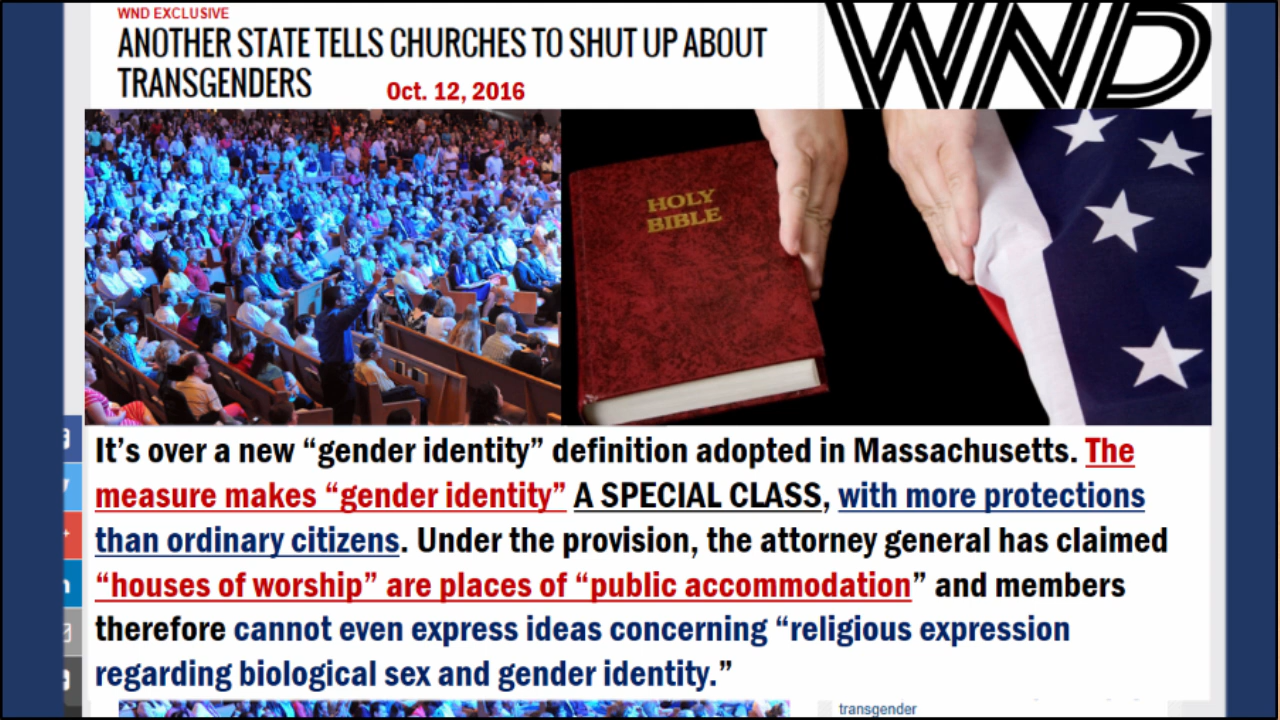 WND EXCLUSIVE
ANOTHER STATE TELLS CHURCHES TO SHUT UP ABOUT
TRANSGENDERS
Oct. 12, 2016
WND
HOLY
BIBLE
It’s over a new “gender identity” definition adopted in Massachusetts. The
measure makes “gender identity” A SPECIAL CLASS, with more protections
than ordinary citizens. Under the provision, the attorney general has claimed
“houses of worship” are places of “public accommodation” and members
therefore cannot even express ideas concerning “religious expression
regarding biological sex and gender identity.”
transgender